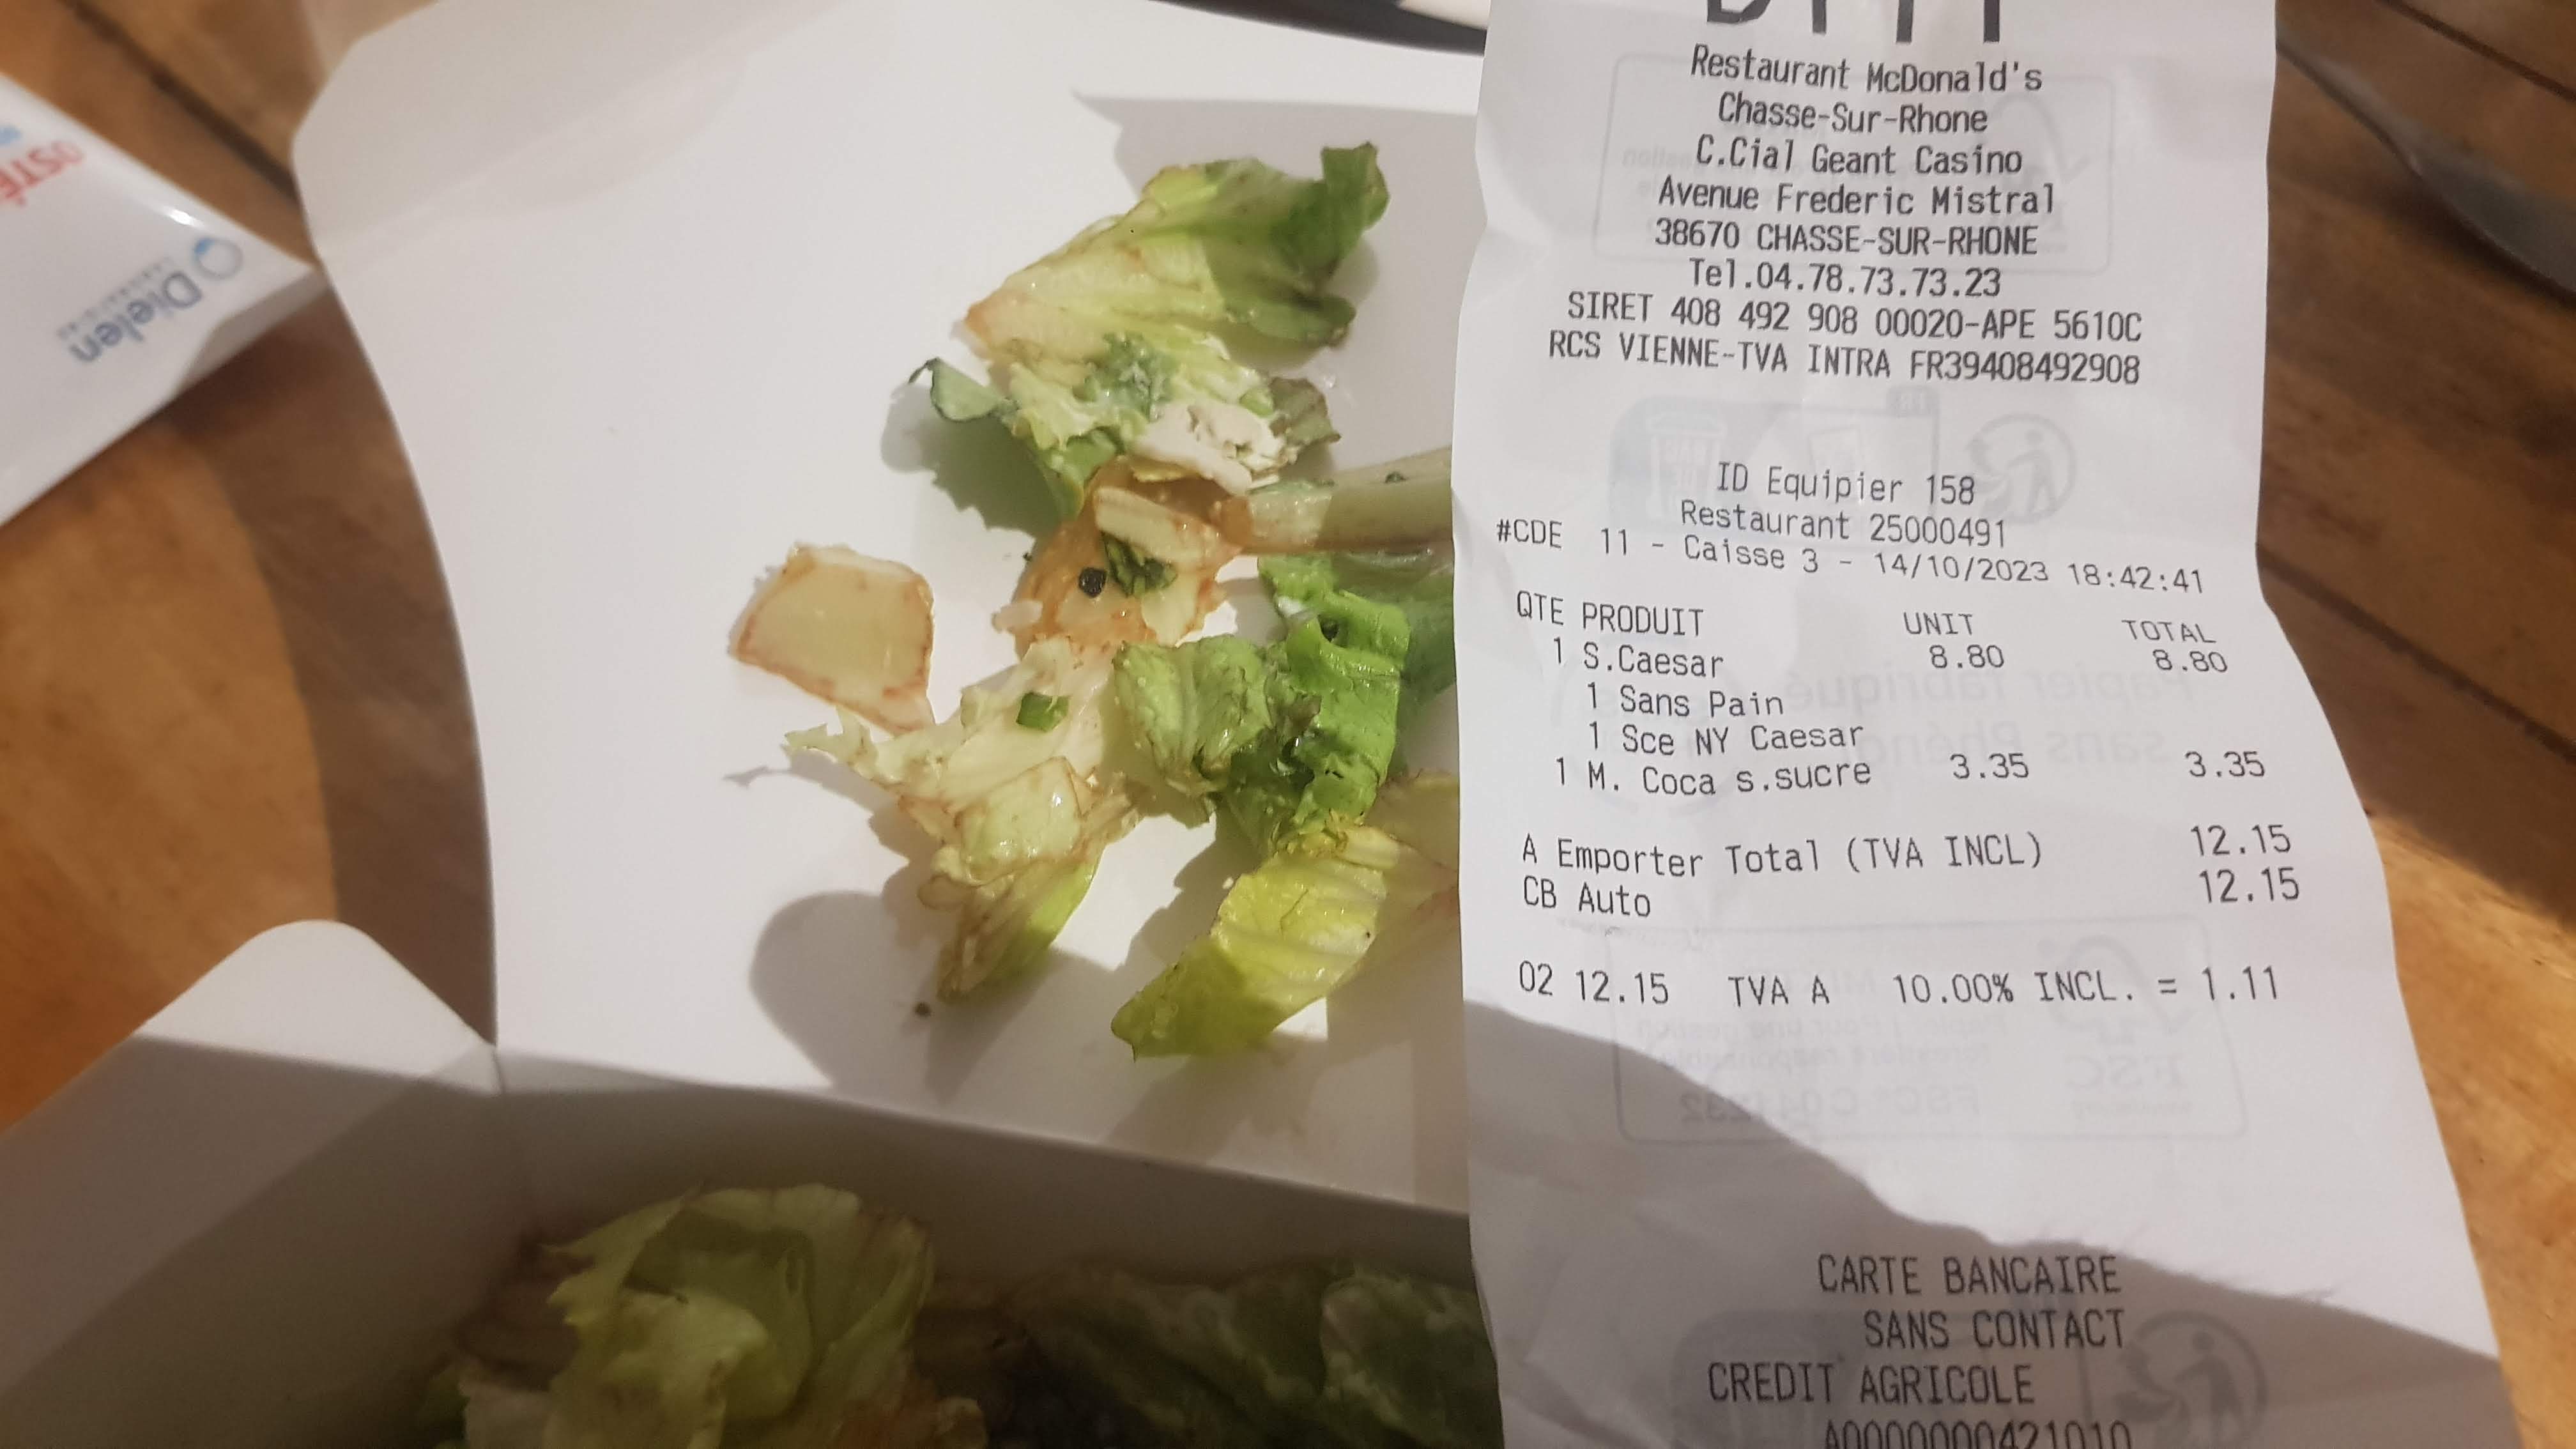 Restaurant McDonald's
Chasse-Sur-Rhone
C.Cial Geant Casino
Avenue Frederic Mistral
38670 CHASSE-SUR-RHONE
Tel.04.78.73.73.23
SIRET 408 492 908 00020-APE 5610C
RCS VIENNE-TVA INTRA FR39408492908
ID Equipier 158
Restaurant 25000491
#CDE 11 - Caisse 3 - 14/10/2023 18:42:41
QTE PRODUIT UNIT TOTAL
1 S.Caesar 8.80 8.80
1 Sans Pain
1 Sce NY Caesar
1 M. Coca s.sucre 3.35 3.35
A Emporter Total (TVA INCL) 12.15
CB Auto 12.15
02 12.15 TVA A 10.00% INCL. = 1.11
CARTE BANCAIRE
SANS CONTACT
CREDIT AGRICOLE
A0000000421010
OSTÉ
Dielen